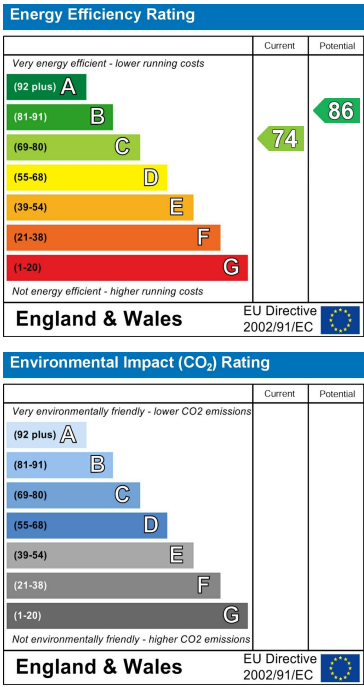 Energy Efficiency Rating
Current Potential
Very energy efficient - lower running costs
(92 plus) A
(81-91) B
(69-80) C
(55-68) D
(39-54) E
(21-38) F
(1-20) G
74
86
Not energy efficient - higher running costs
England & Wales
EU Directive
2002/91/EC
Environmental Impact (CO₂) Rating
Current Potential
Very environmentally friendly - lower CO2 emissions
(92 plus) A
(81-91) B
(69-80) C
(55-68) D
(39-54) E
(21-38) F
(1-20) G
Not environmentally friendly - higher CO2 emissions
England & Wales
EU Directive
2002/91/EC